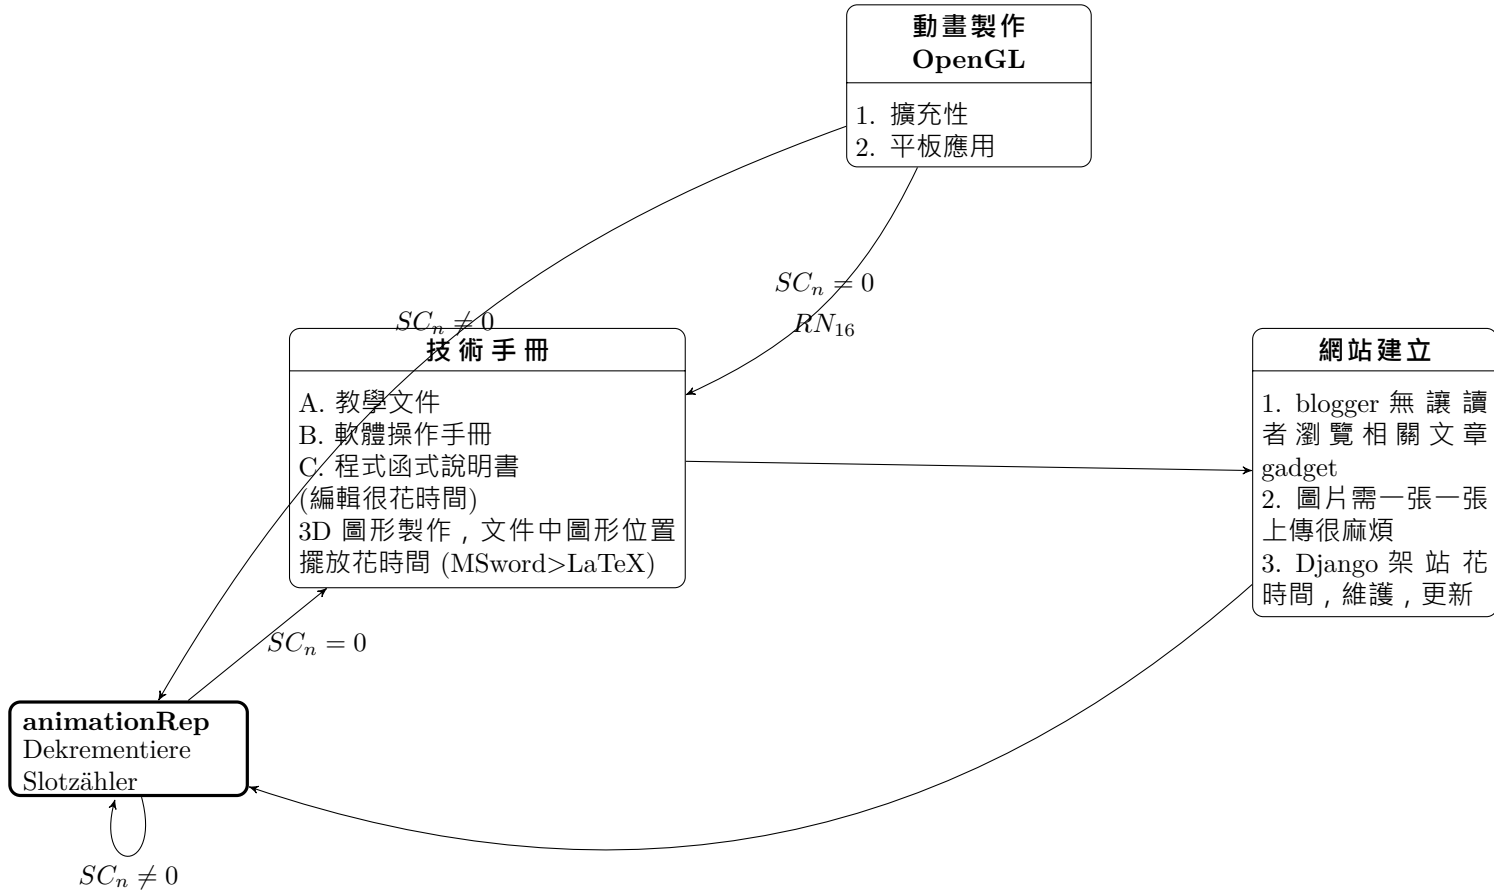 動畫製作
OpenGL
1. 擴充性
2. 平板應用
SCₙ = 0
RN₁₆
SCₙ ≠ 0
技術手冊
A. 教學文件
B. 軟體操作手冊
C. 程式函式說明書
(編輯很花時間)
3D 圖形製作，文件中圖形位置
擺放花時間 (MSword>LaTeX)
網站建立
1. blogger 無讓讀
者瀏覽相關文章
gadget
2. 圖片需一張一張
上傳很麻煩
3. Django 架站花
時間，維護，更新
SCₙ = 0
animationRep
Dekrementiere
Slotzähler
SCₙ ≠ 0